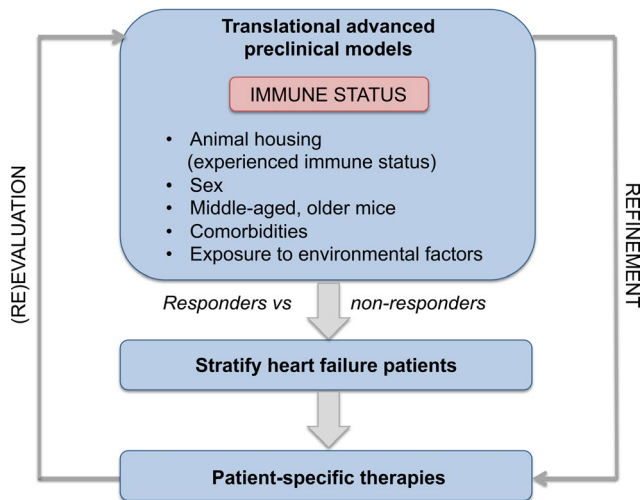 Translational advanced
preclinical models
IMMUNE STATUS
• Animal housing
(experienced immune status)
• Sex
• Middle-aged, older mice
• Comorbidities
• Exposure to environmental factors
(RE)EVALUATION
REFINEMENT
Responders vs non-responders
Stratify heart failure patients
Patient-specific therapies